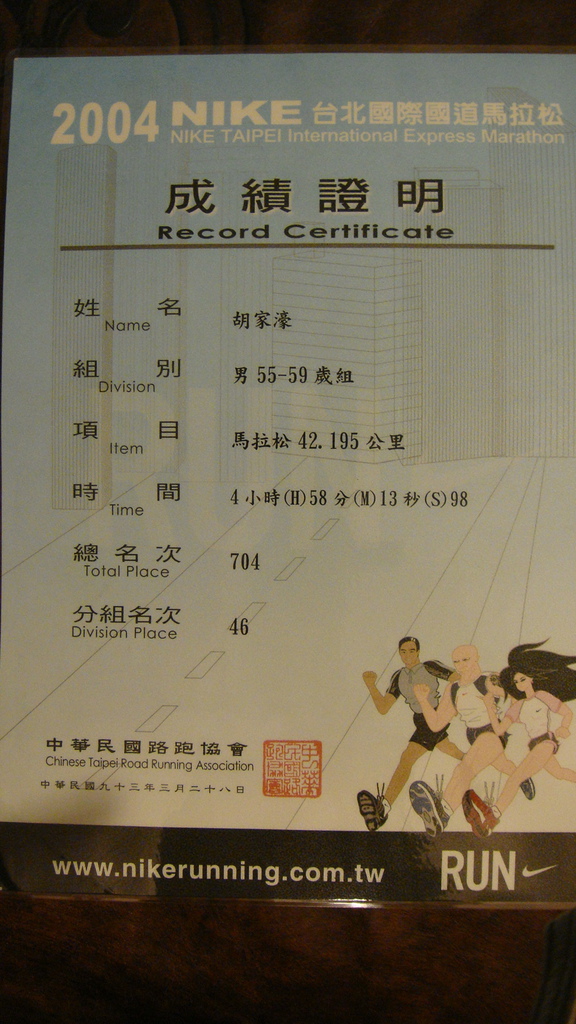 2004 NIKE 台北國際國道馬拉松
NIKE TAIPEI International Express Marathon
成績證明
Record Certificate
姓名 胡家濠
Name
組別 男 55-59 歲組
Division
項目 馬拉松 42.195 公里
Item
時間 4 小時(H)58 分(M)13 秒(S)98
Time
總名次 704
Total Place
分組名次 46
Division Place
中華民國路跑協會
Chinese Taipei Road Running Association
中華民國九十三年三月二十八日
www.nikerunning.com.tw RUN